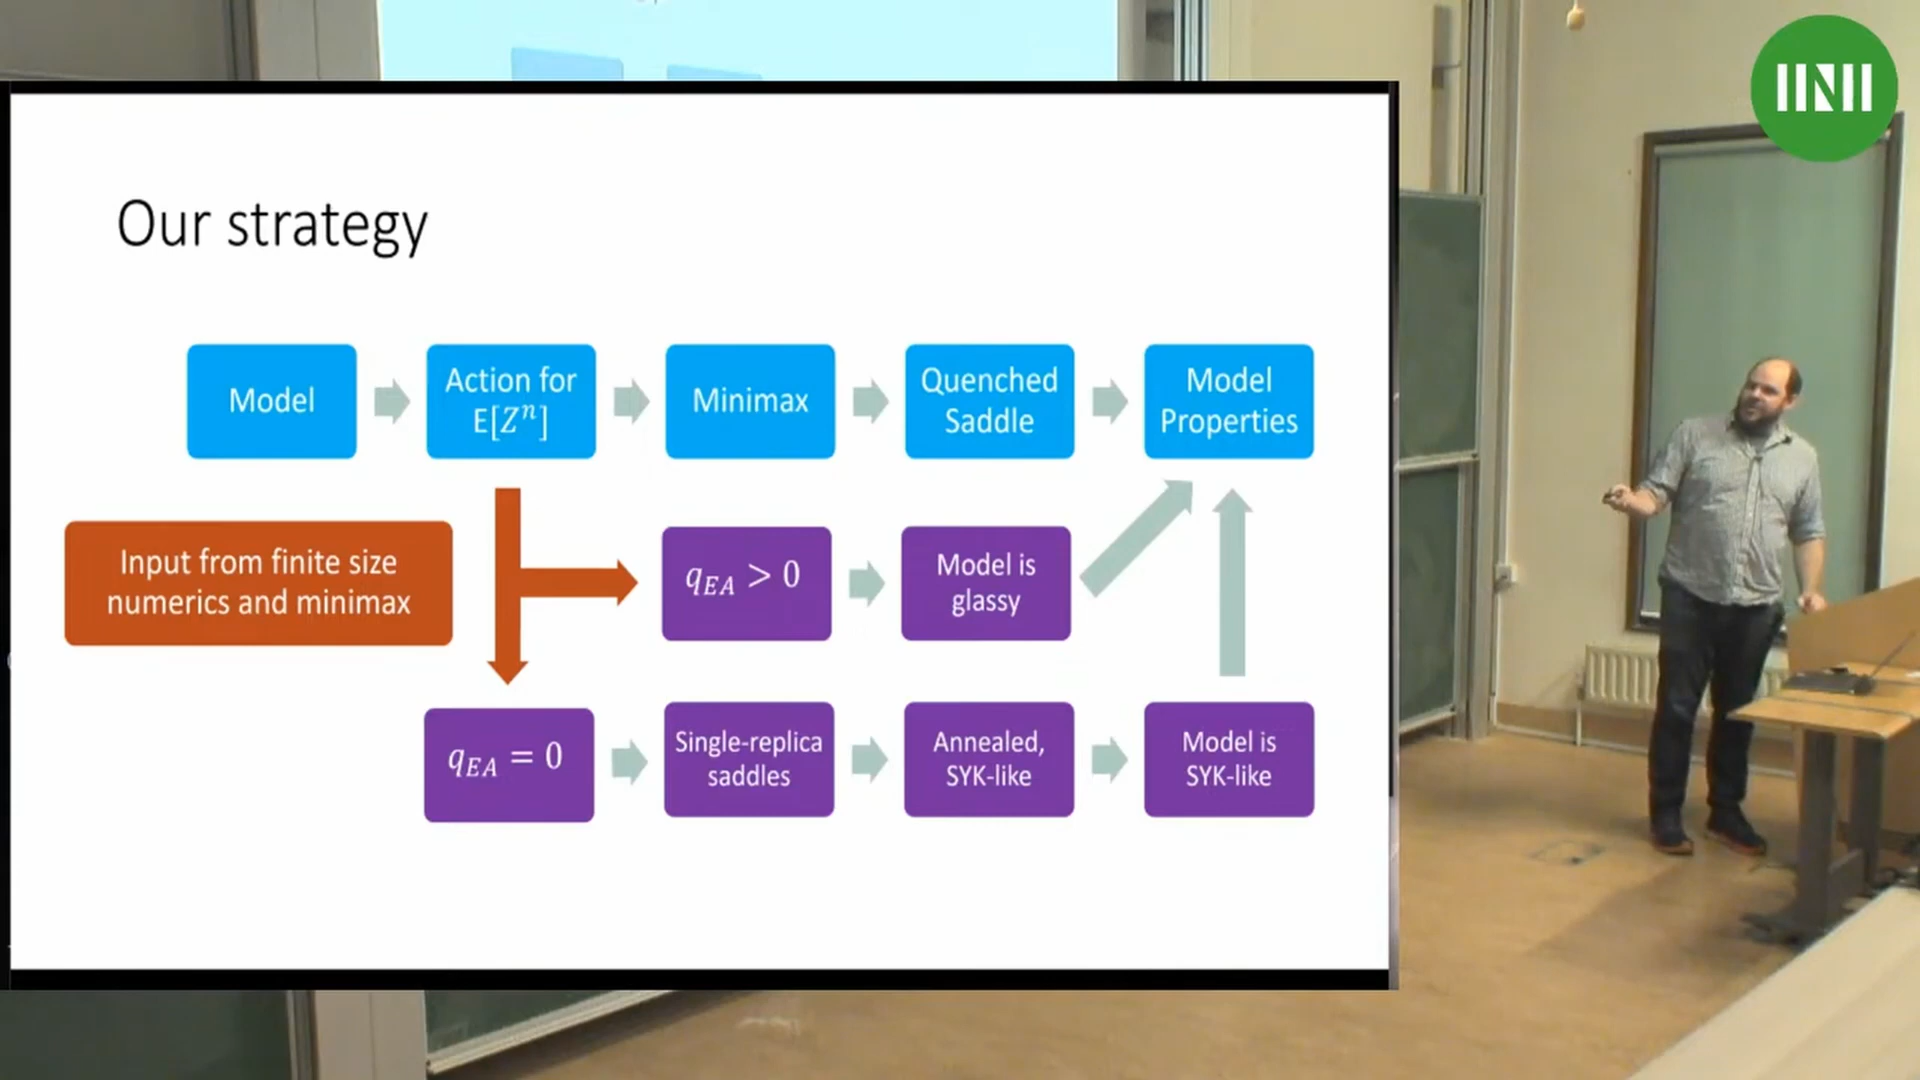 Our strategy
Model
Action for
E[Zⁿ]
Minimax
Quenched
Saddle
Model
Properties
Input from finite size
numerics and minimax
q_EA > 0
Model is
glassy
q_EA = 0
Single-replica
saddles
Annealed,
SYK-like
Model is
SYK-like